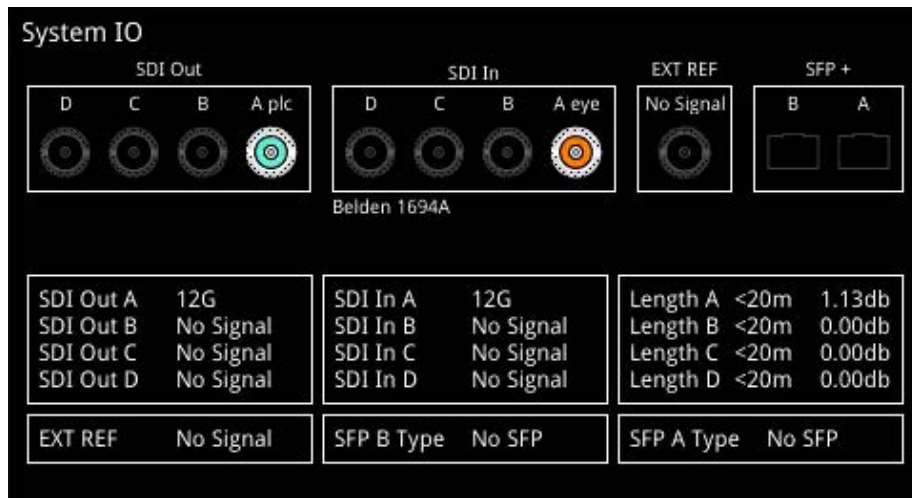 System IO
SDI Out SDI In EXT REF SFP +
D C B A plc D C B A eye No Signal B A
Belden 1694A
SDI Out A 12G SDI In A 12G Length A <20m 1.13db
SDI Out B No Signal SDI In B No Signal Length B <20m 0.00db
SDI Out C No Signal SDI In C No Signal Length C <20m 0.00db
SDI Out D No Signal SDI In D No Signal Length D <20m 0.00db
EXT REF No Signal SFP B Type No SFP SFP A Type No SFP